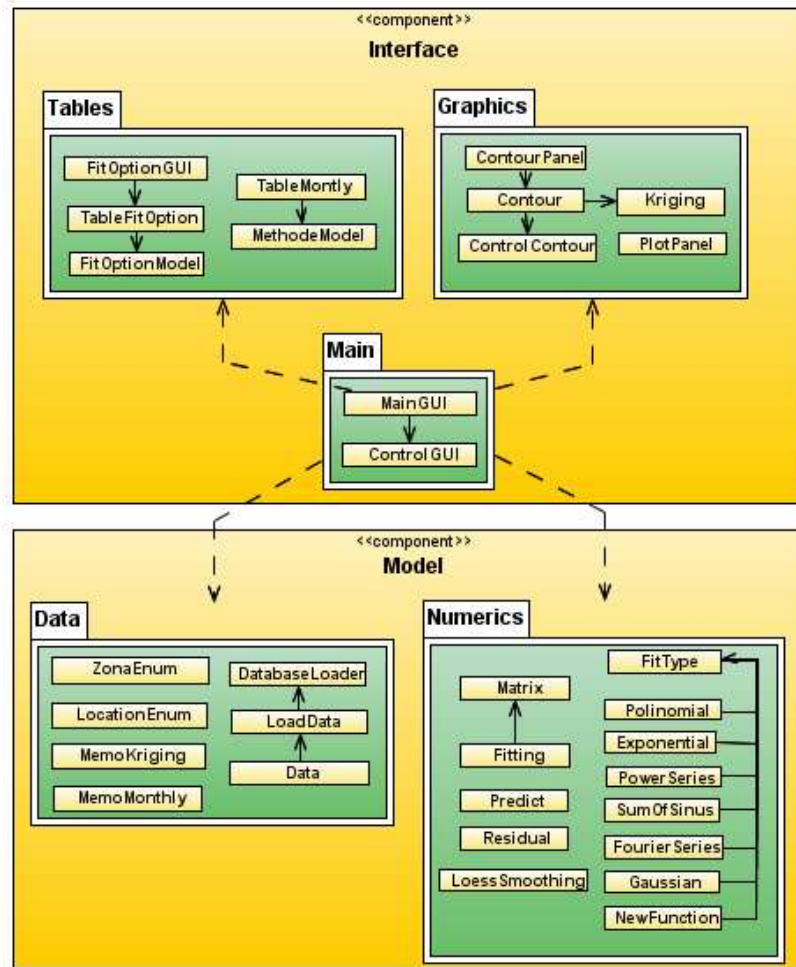 <<component>>
Interface
Tables
FitOptionGUI
TableFitOption
FitOptionModel
TableMontly
MethodeModel
Graphics
ContourPanel
Contour
ControlContour
Kriging
PlotPanel
Main
MainGUI
ControlGUI
<<component>>
Model
Data
ZonaEnum
LocationEnum
MemoKriging
MemoMonthly
DatabaseLoader
LoadData
Data
Numerics
Matrix
Fitting
Predict
Residual
LoessSmoothing
FitType
Polinomial
Exponential
PowerSeries
SumOfSinus
FourierSeries
Gaussian
NewFunction